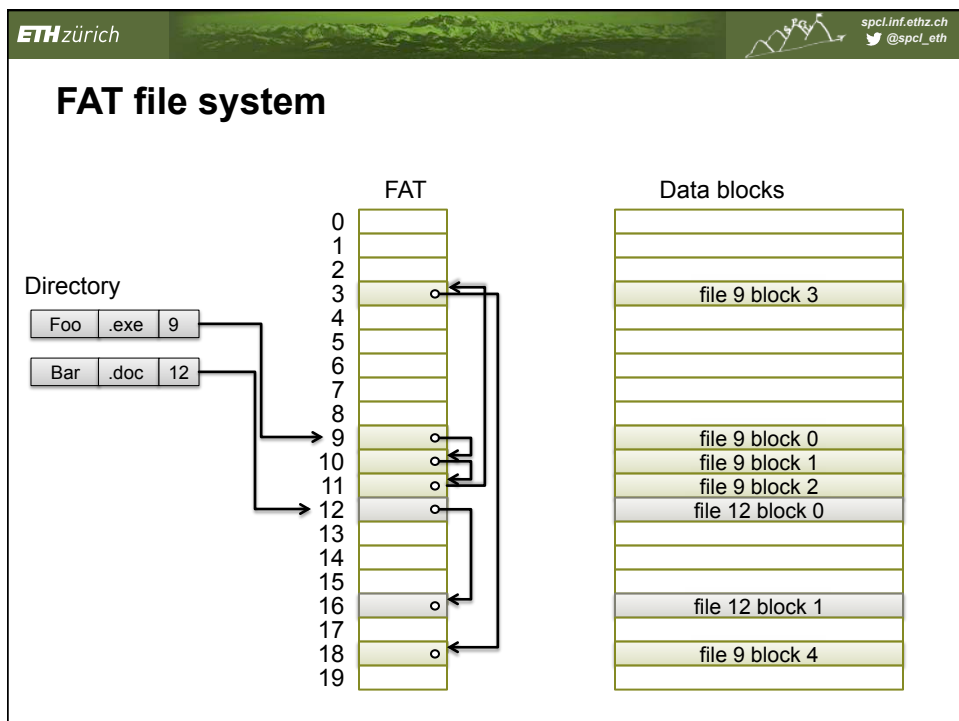 ETH zürich
spcl.inf.ethz.ch
@spcl_eth
FAT file system
FAT
Data blocks
Directory
Foo .exe 9
Bar .doc 12
0
1
2
3 file 9 block 3
4
5
6
7
8
9 file 9 block 0
10 file 9 block 1
11 file 9 block 2
12 file 12 block 0
13
14
15
16 file 12 block 1
17
18 file 9 block 4
19